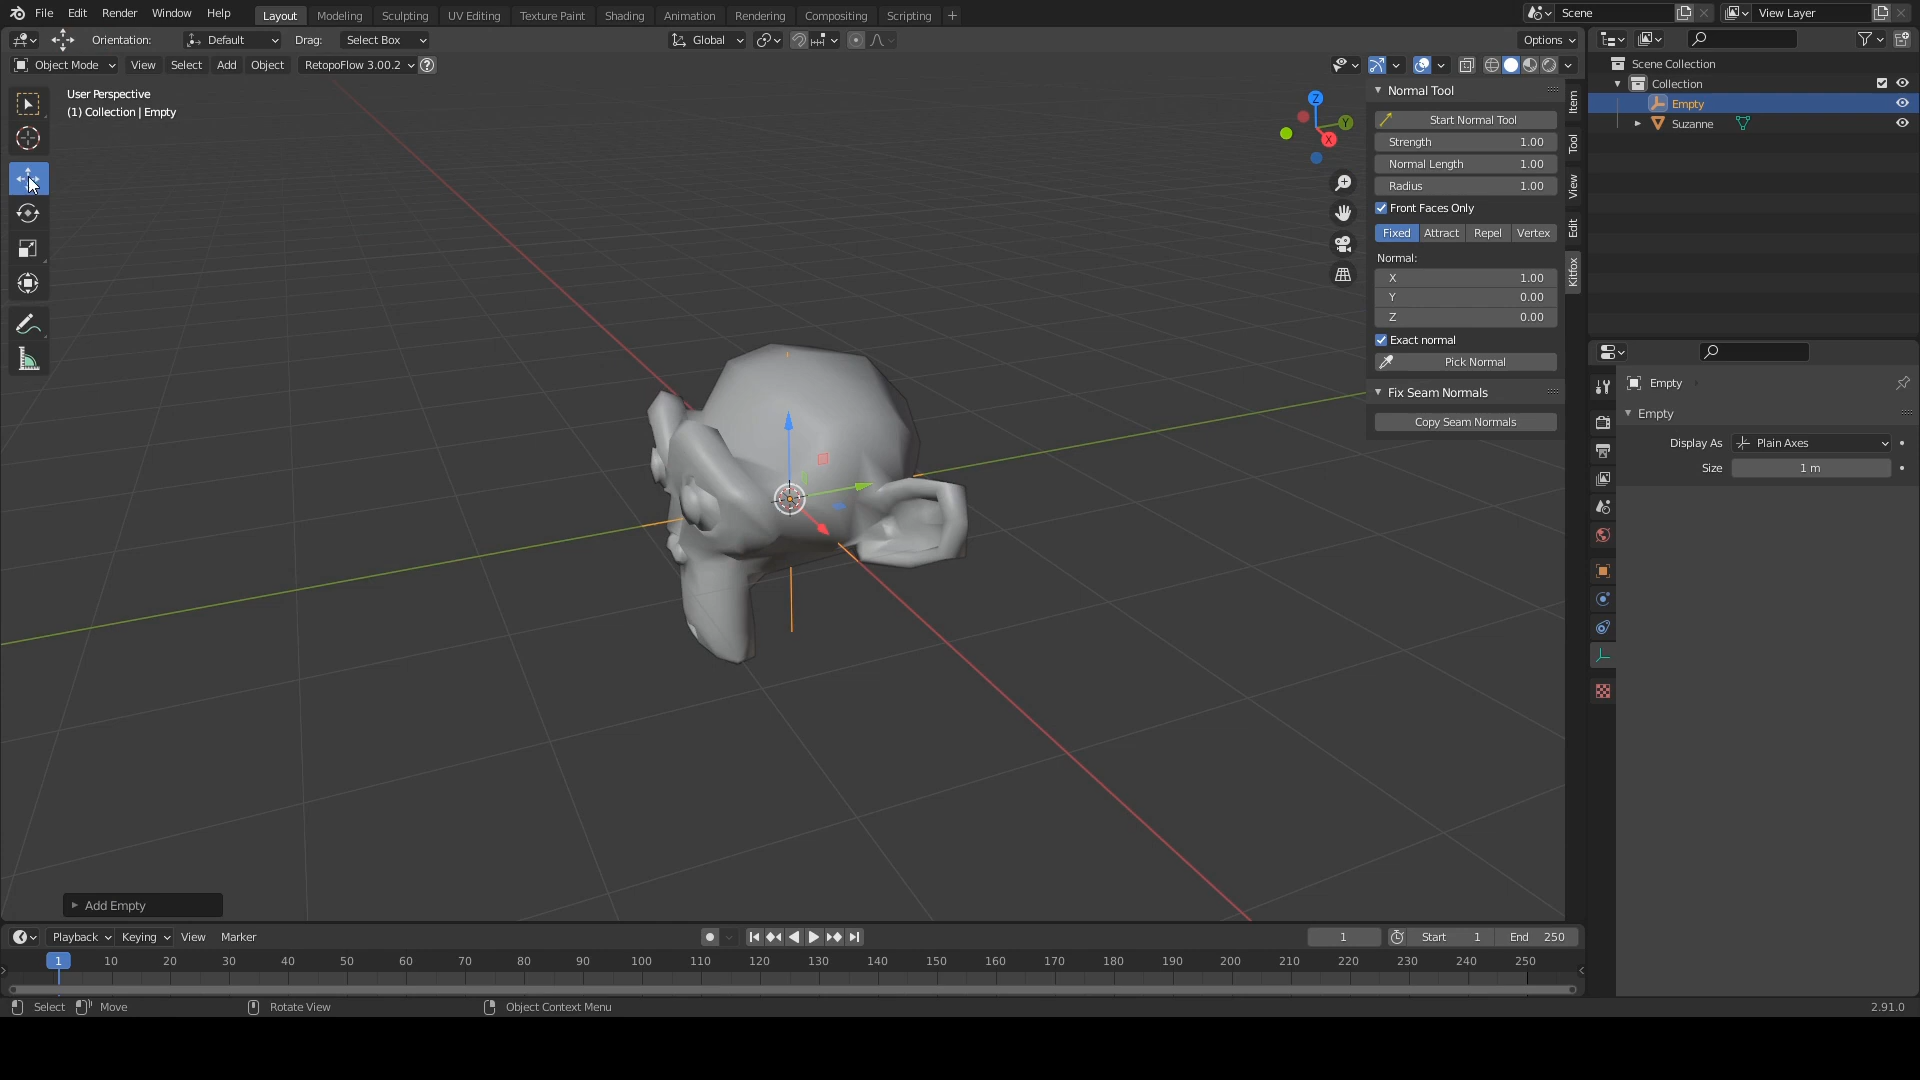 File Edit Render Window Help Layout Modeling Sculpting UV Editing Texture Paint Shading Animation Rendering Compositing Scripting + Scene View Layer
Orientation: Default Drag: Select Box Global Options
Object Mode View Select Add Object RetopoFlow 3.00.2 ?
User Perspective
(1) Collection | Empty
Z
Y
X
Normal Tool
Start Normal Tool
Strength 1.00
Normal Length 1.00
Radius 1.00
Front Faces Only
Fixed Attract Repel Vertex
Normal:
X 1.00
Y 0.00
Z 0.00
Exact normal
Pick Normal
Fix Seam Normals
Copy Seam Normals
Item
Tool
View
Edit
Kitfox
Scene Collection
Collection
Empty
Suzanne
Empty
Empty
Display As Plain Axes
Size 1 m
Add Empty
Playback Keying View Marker 1 Start 1 End 250
1 10 20 30 40 50 60 70 80 90 100 110 120 130 140 150 160 170 180 190 200 210 220 230 240 250
Select Move Rotate View Object Context Menu 2.91.0